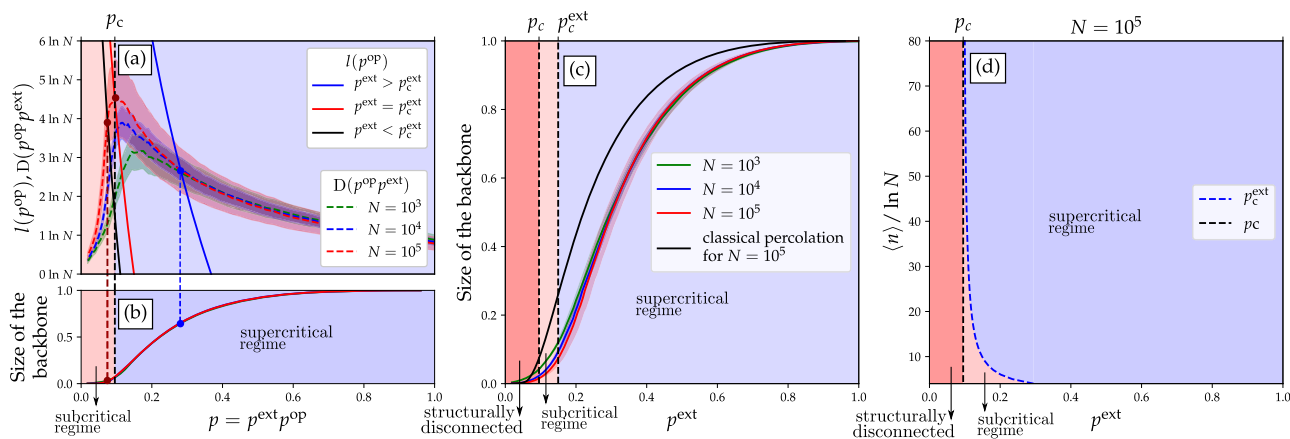 p_c
6 ln N
5 ln N
4 ln N
3 ln N
2 ln N
1 ln N
0 ln N
l(p^op), D(p^op p^ext)
(a)
l(p^op)
p^ext > p_c^ext
p^ext = p_c^ext
p^ext < p_c^ext
D(p^op p^ext)
N = 10^3
N = 10^4
N = 10^5
1.0
0.5
0.0
Size of the
backbone
(b)
supercritical
regime
0.0 0.2 0.4 0.6 0.8 1.0
subcritical
regime
p = p^ext p^op
p_c p_c^ext
1.0
0.8
0.6
0.4
0.2
0.0
Size of the backbone
(c)
N = 10^3
N = 10^4
N = 10^5
classical percolation
for N = 10^5
supercritical
regime
0.0 0.2 0.4 0.6 0.8 1.0
structurally
disconnected
subcritical
regime
p^ext
p_c
N = 10^5
80
70
60
50
40
30
20
10
⟨n⟩ / ln N
(d)
p_c^ext
pc
supercritical
regime
0.0 0.2 0.4 0.6 0.8 1.0
structurally
disconnected
subcritical
regime
p^ext